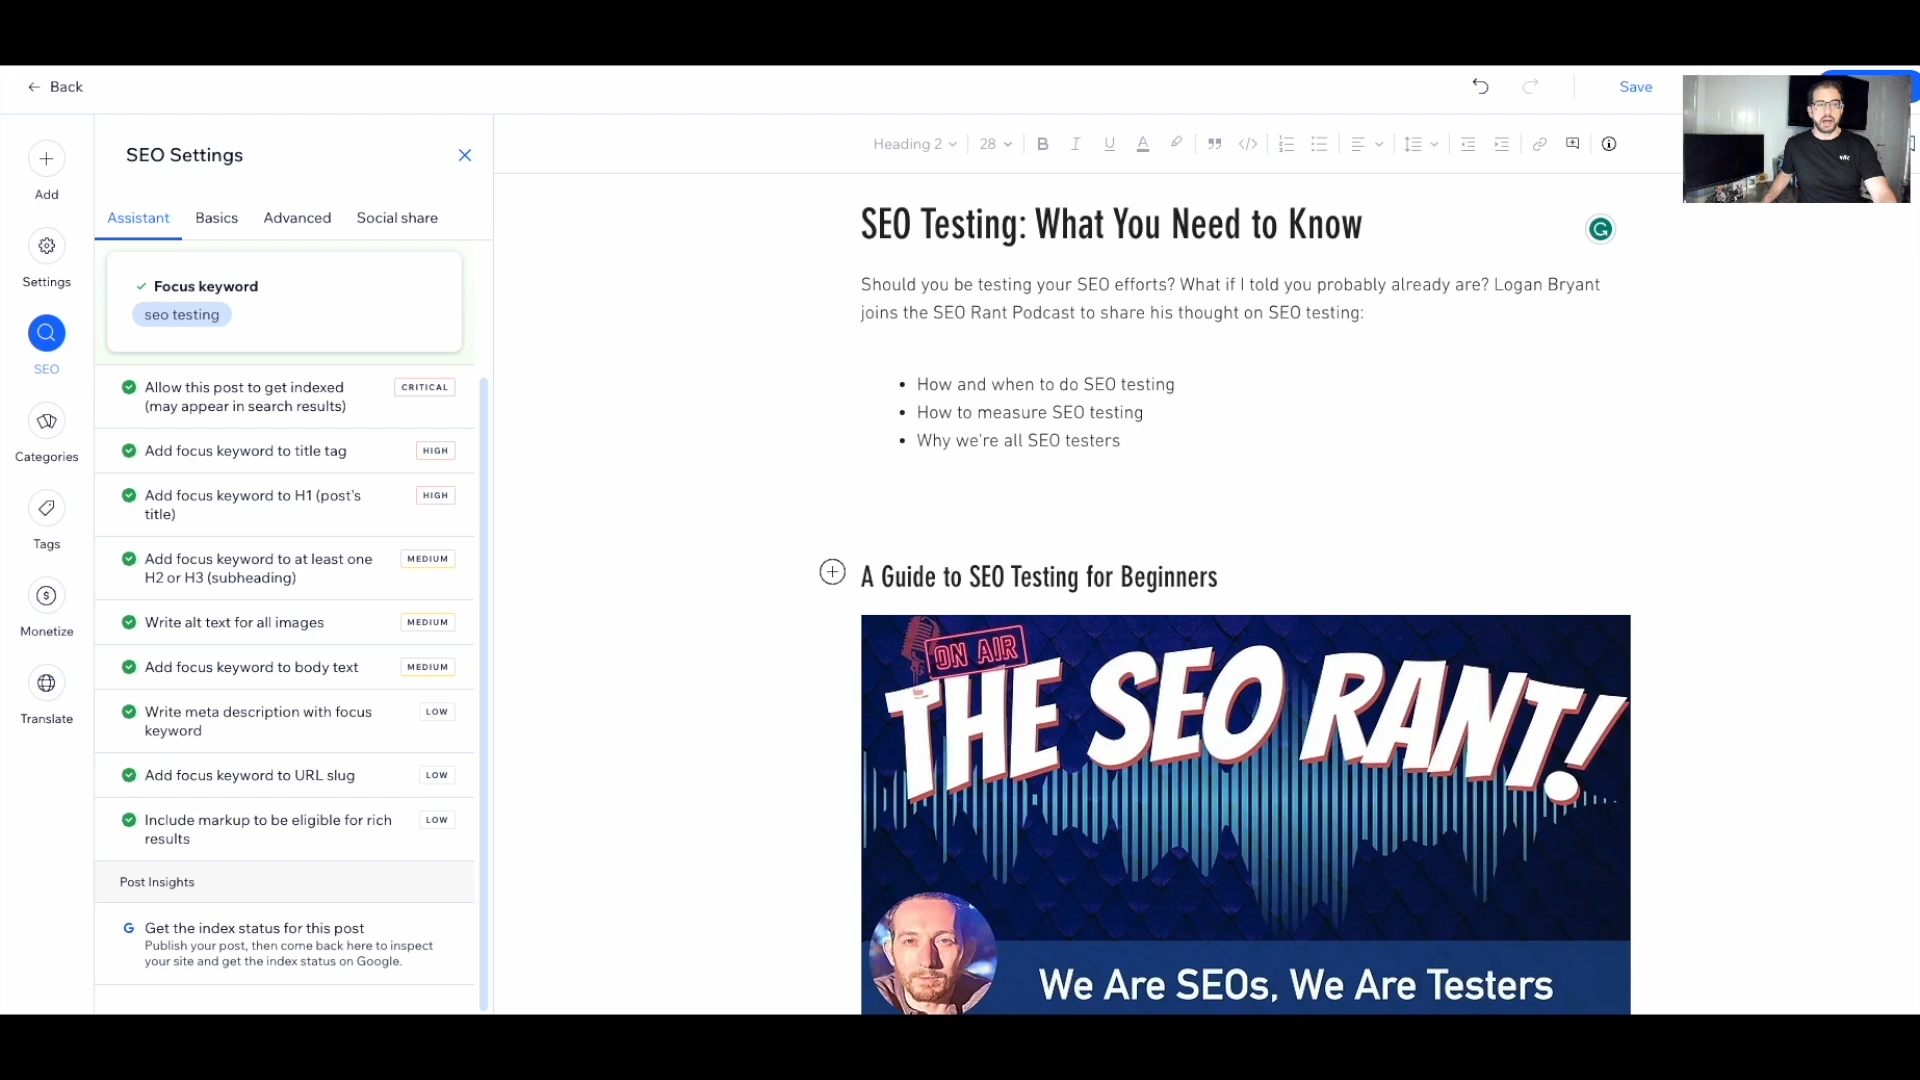 Back
Save
SEO Settings
Heading 2
28
B
I
U
A
Add
Assistant
Basics
Advanced
Social share
SEO Testing: What You Need to Know
Settings
Focus keyword
seo testing
Should you be testing your SEO efforts? What if I told you probably already are? Logan Bryant
joins the SEO Rant Podcast to share his thought on SEO testing:
SEO
Allow this post to get indexed
(may appear in search results)
CRITICAL
• How and when to do SEO testing
• How to measure SEO testing
• Why we're all SEO testers
Categories
Add focus keyword to title tag
HIGH
Add focus keyword to H1 (post's
title)
HIGH
Tags
Add focus keyword to at least one
H2 or H3 (subheading)
MEDIUM
A Guide to SEO Testing for Beginners
Monetize
Write alt text for all images
MEDIUM
Add focus keyword to body text
MEDIUM
ON AIR
THE SEO RANT!
Translate
Write meta description with focus
keyword
LOW
Add focus keyword to URL slug
LOW
Include markup to be eligible for rich
results
LOW
Post Insights
G
Get the index status for this post
Publish your post, then come back here to inspect
your site and get the index status on Google.
We Are SEOs, We Are Testers